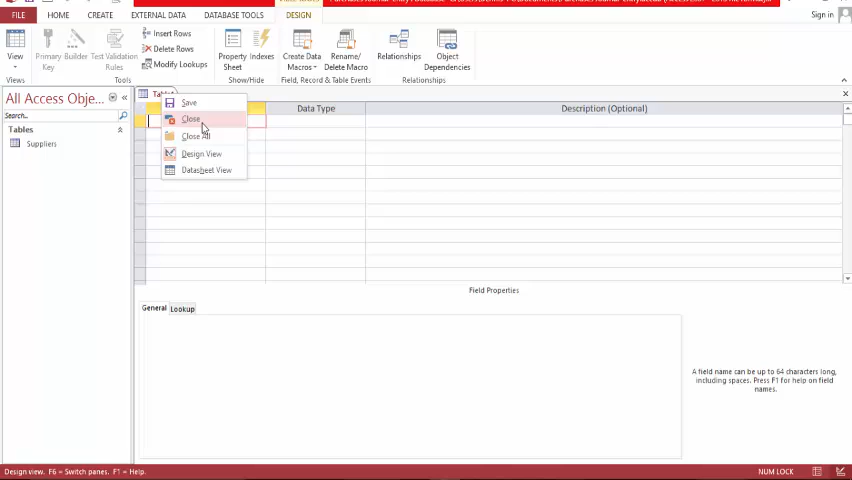 FILE HOME CREATE EXTERNAL DATA DATABASE TOOLS DESIGN Sign in
View Primary Key Builder Test Validation Rules Insert Rows Delete Rows Modify Lookups Property Sheet Indexes Create Data Macros Rename/ Delete Macro Relationships Object Dependencies
Views Tools Show/Hide Field, Record & Table Events Relationships
All Access Obje...
Search...
Tables
Suppliers
Save
Close
Close All
Design View
Datasheet View
Data Type Description (Optional)
Field Properties
General Lookup
A field name can be up to 64 characters long,
including spaces. Press F1 for help on field
names.
Design view. F6 = Switch panes. F1 = Help. NUM LOCK